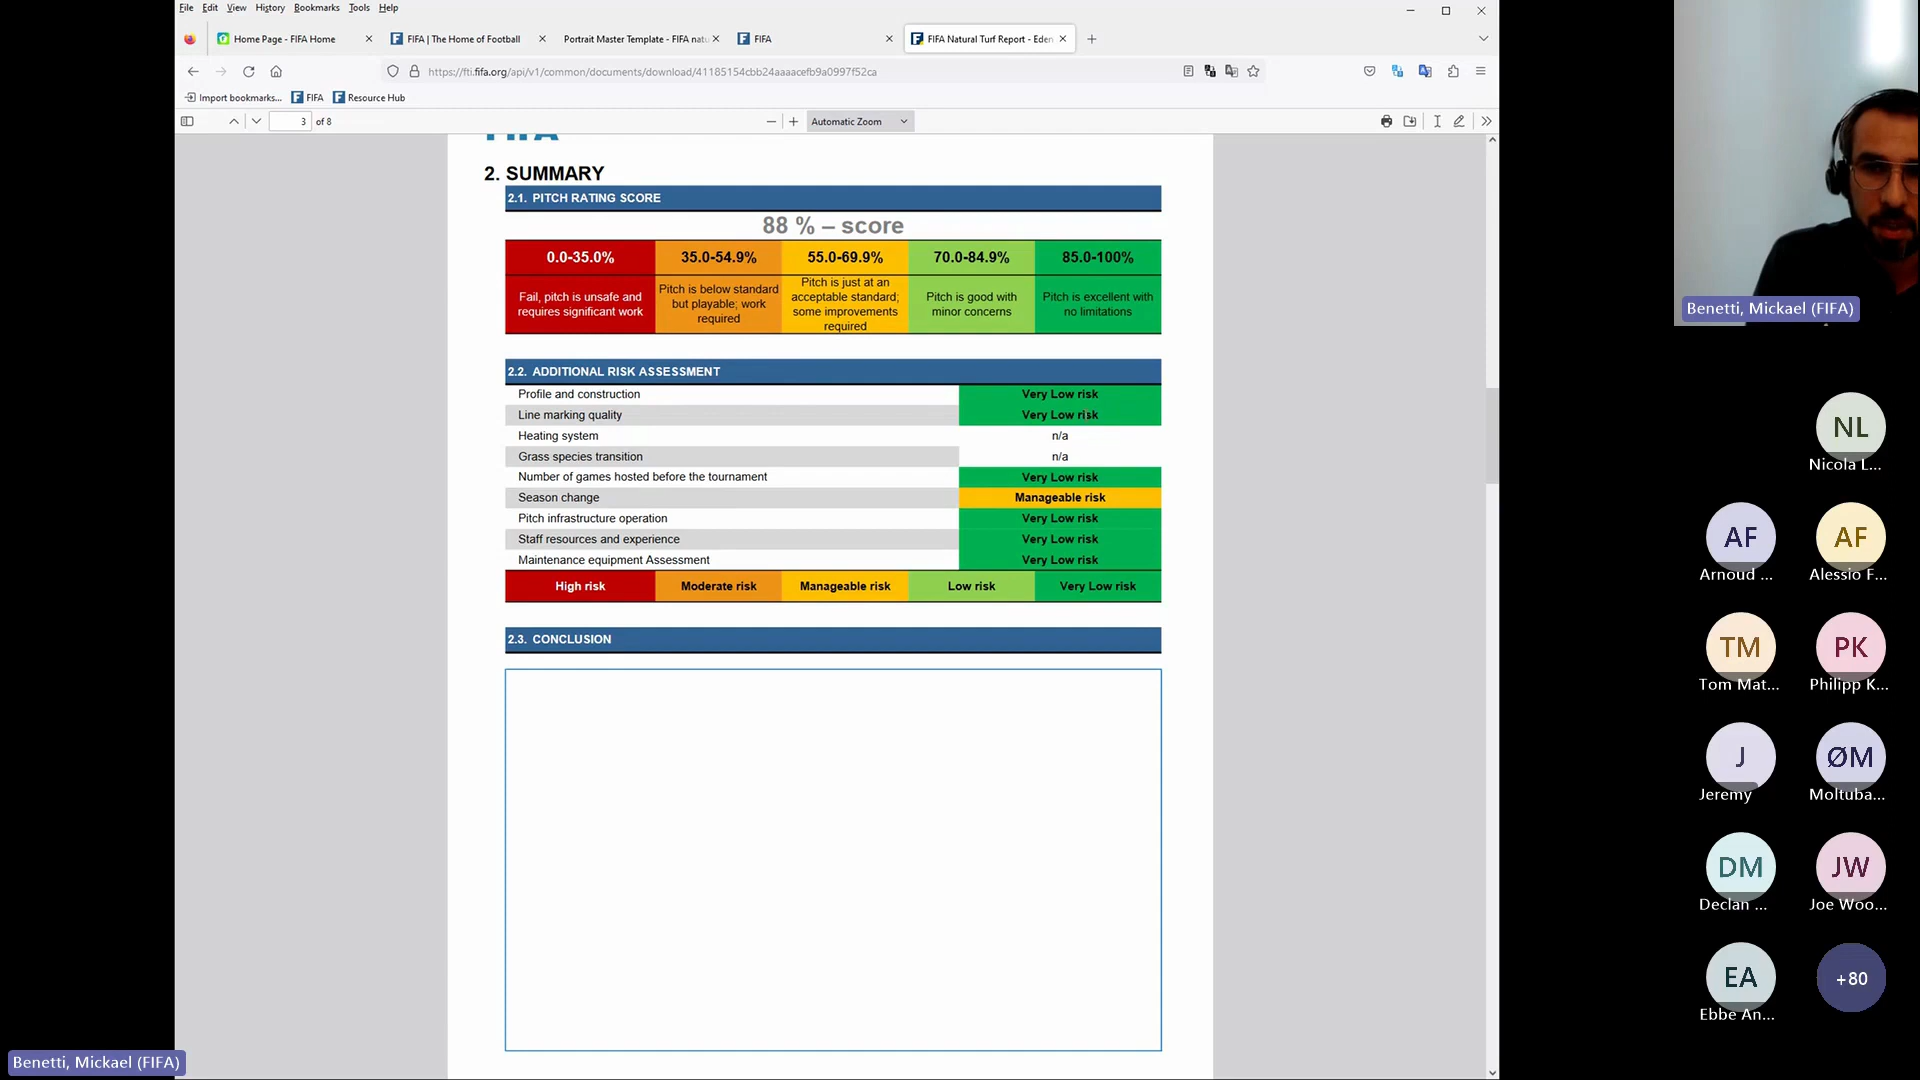 File Edit View History Bookmarks Tools Help
Home Page - FIFA Home
FIFA | The Home of Football
Portrait Master Template - FIFA natu
FIFA
FIFA Natural Turf Report - Eden
https://fti.fifa.org/api/v1/common/documents/download/41185154cbb24aaaacefb9a0997f52ca
Import bookmarks... FIFA Resource Hub
3 of 8
Automatic Zoom
FIFA
2. SUMMARY
2.1. PITCH RATING SCORE
88 % – score
0.0-35.0% 35.0-54.9% 55.0-69.9% 70.0-84.9% 85.0-100%
Fail, pitch is unsafe and
requires significant work
Pitch is below standard
but playable; work
required
Pitch is just at an
acceptable standard;
some improvements
required
Pitch is good with
minor concerns
Pitch is excellent with
no limitations
2.2. ADDITIONAL RISK ASSESSMENT
Profile and construction Very Low risk
Line marking quality Very Low risk
Heating system n/a
Grass species transition n/a
Number of games hosted before the tournament Very Low risk
Season change Manageable risk
Pitch infrastructure operation Very Low risk
Staff resources and experience Very Low risk
Maintenance equipment Assessment Very Low risk
High risk Moderate risk Manageable risk Low risk Very Low risk
2.3. CONCLUSION
Benetti, Mickael (FIFA)
NL
Nicola L...
AF AF
Arnoud ... Alessio F...
TM PK
Tom Mat... Philipp K...
J ØM
Jeremy Moltuba...
DM JW
Declan ... Joe Woo...
EA +80
Ebbe An...
Benetti, Mickael (FIFA)